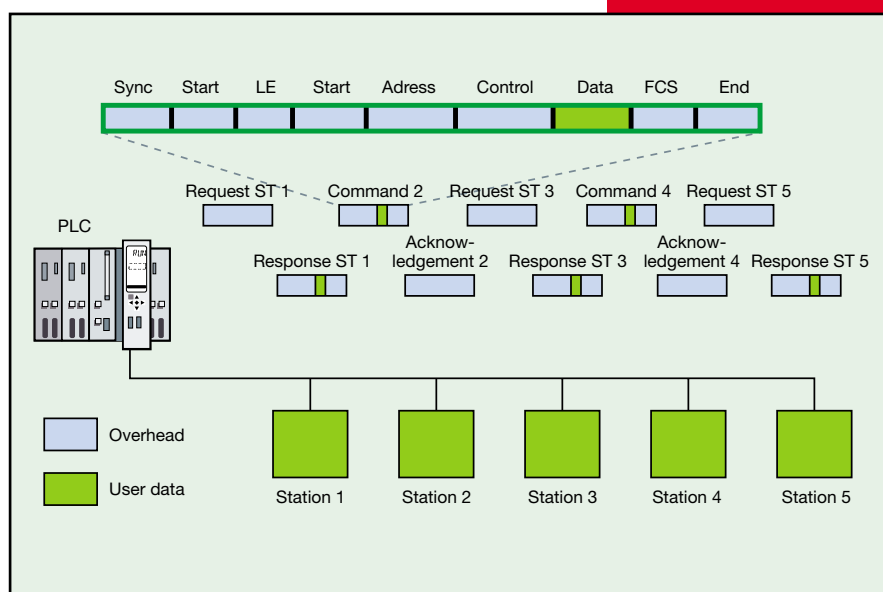 Sync Start LE Start Adress Control Data FCS End
Request ST 1 Command 2 Request ST 3 Command 4 Request ST 5
PLC
RUN
Response ST 1 Acknow-
ledgement 2 Response ST 3 Acknow-
ledgement 4 Response ST 5
Overhead
User data
Station 1 Station 2 Station 3 Station 4 Station 5